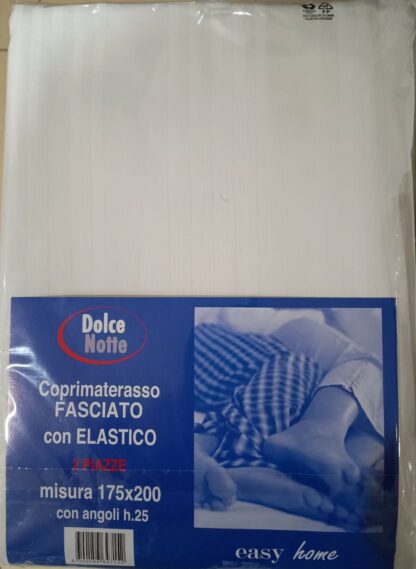 Dolce
Notte
Coprimaterasso
FASCIATO
con ELASTICO
2 PIAZZE
misura 175x200
con angoli h.25
easy home